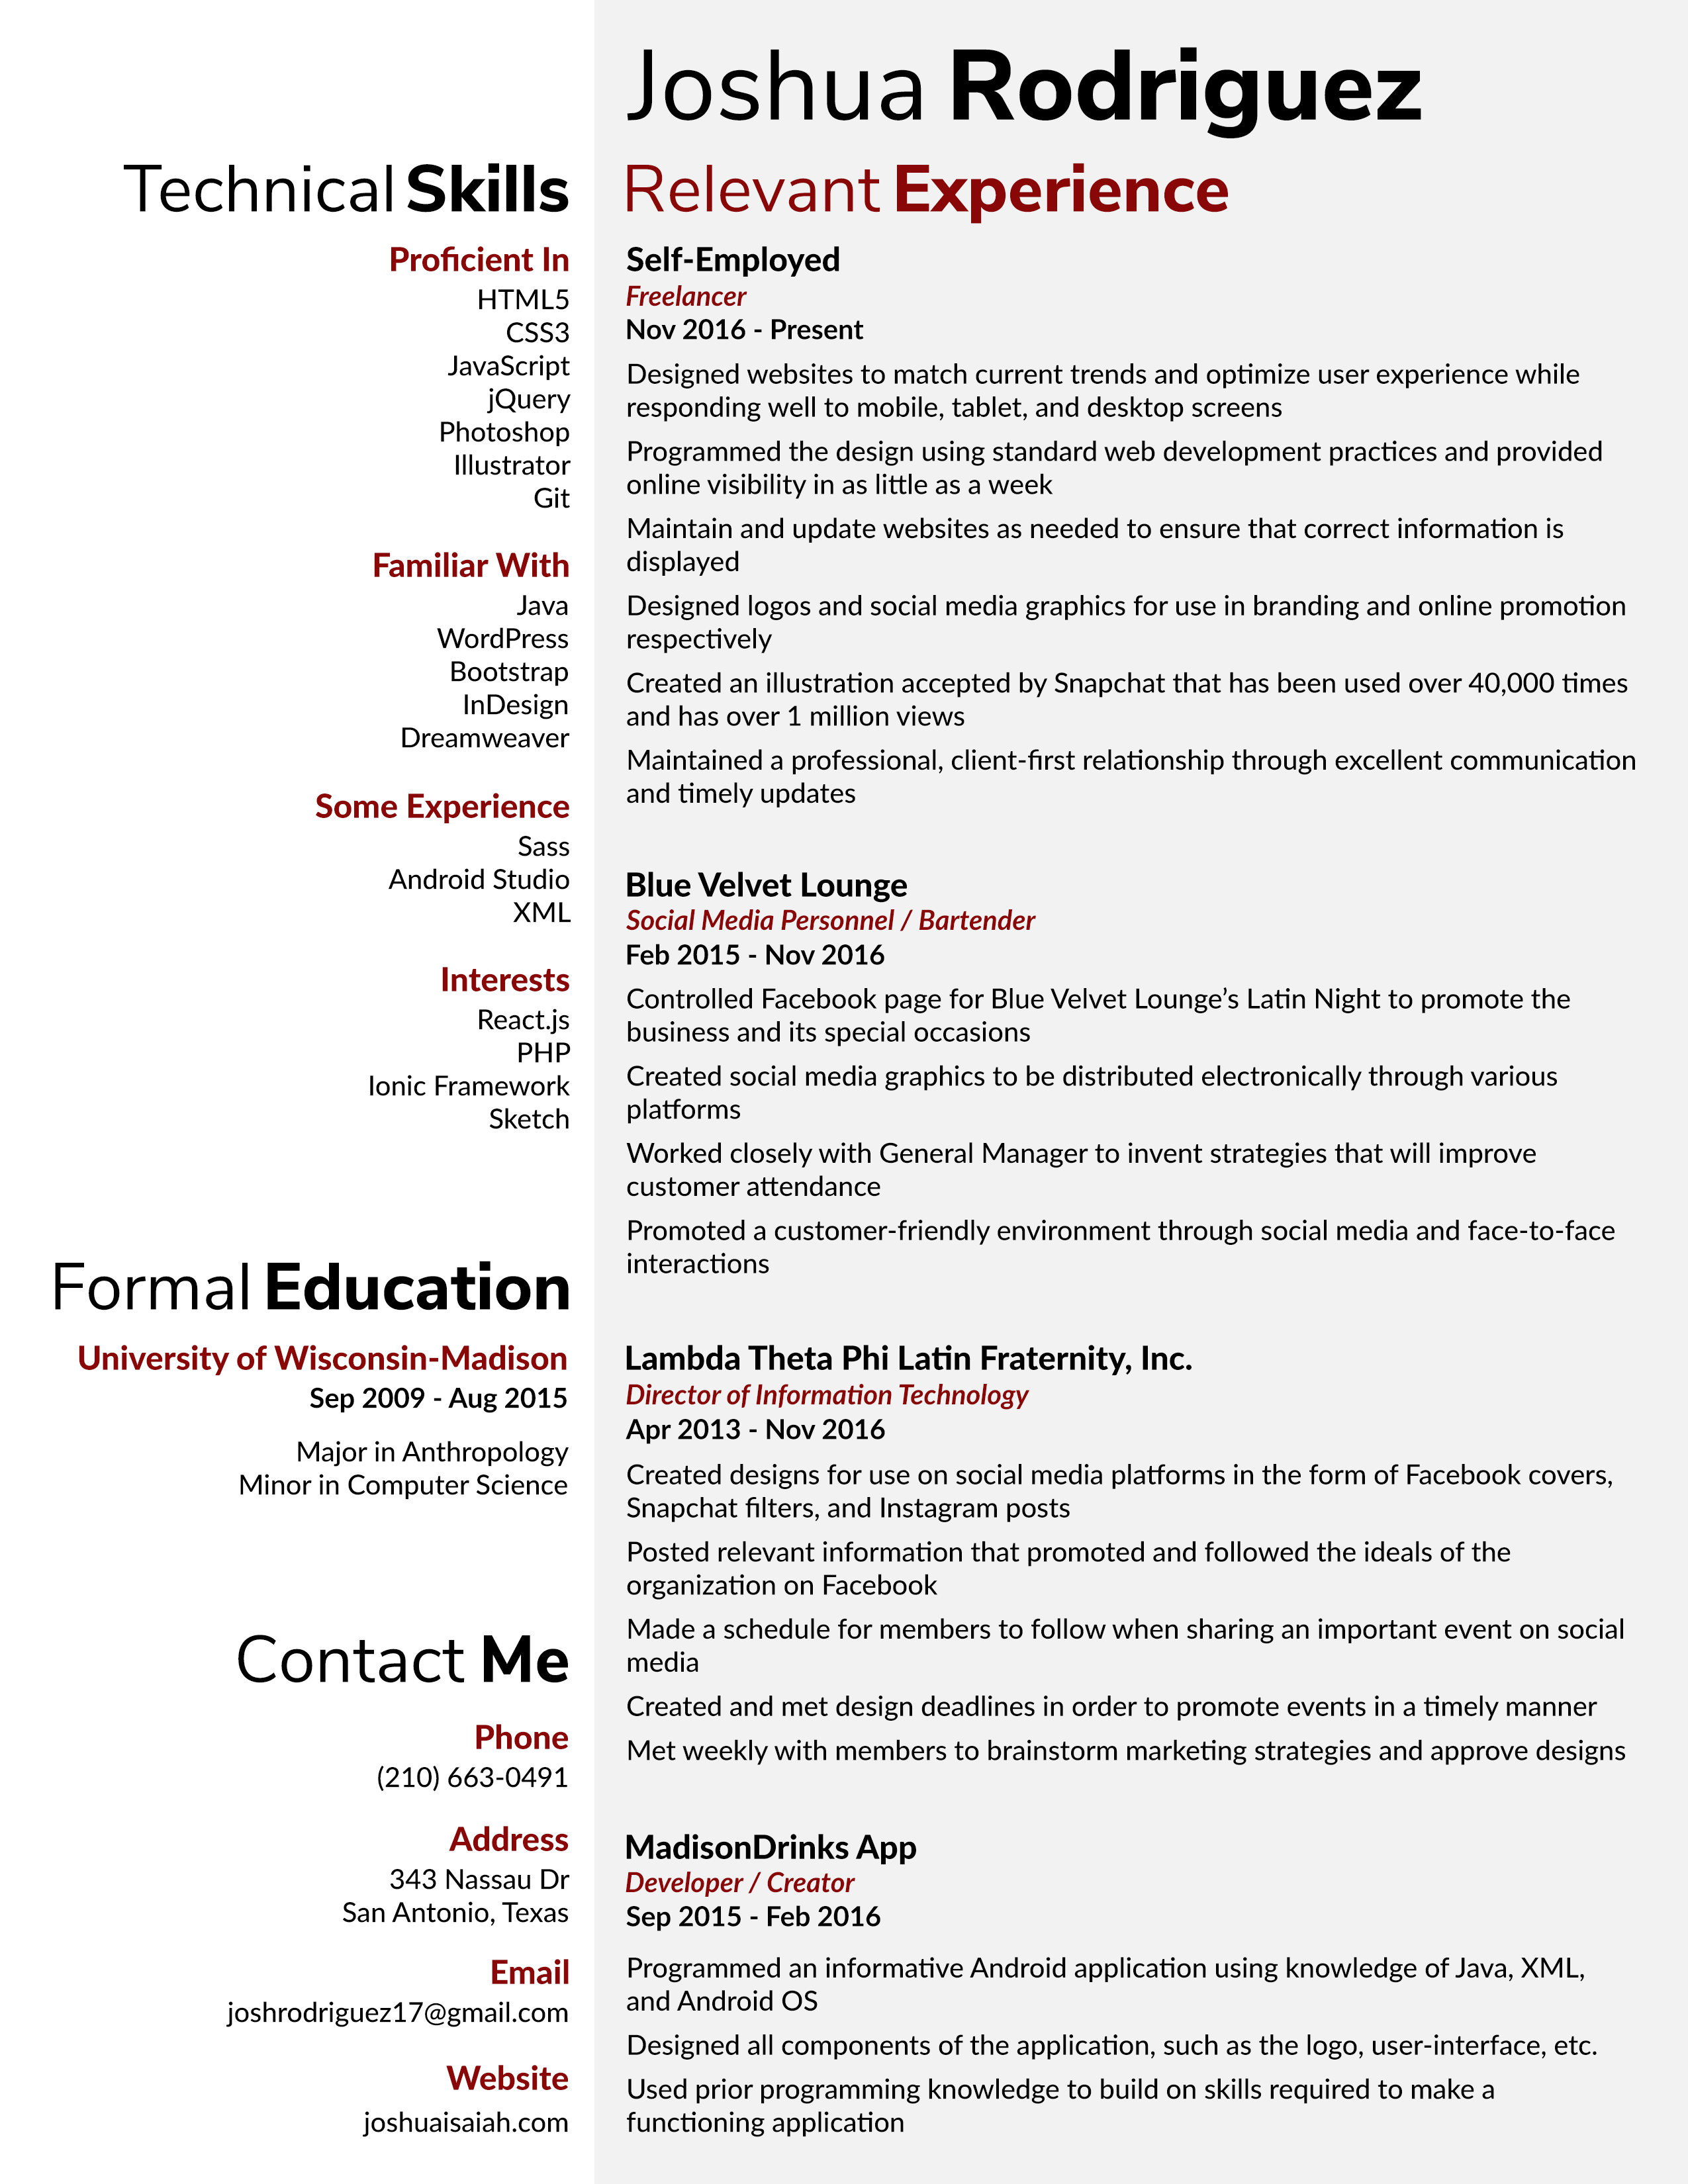 Joshua Rodriguez
Technical Skills
Proficient In
HTML5
CSS3
JavaScript
jQuery
Photoshop
Illustrator
Git
Familiar With
Java
WordPress
Bootstrap
InDesign
Dreamweaver
Some Experience
Sass
Android Studio
XML
Interests
React.js
PHP
Ionic Framework
Sketch
Formal Education
University of Wisconsin-Madison
Sep 2009 - Aug 2015
Major in Anthropology
Minor in Computer Science
Contact Me
Phone
(210) 663-0491
Address
343 Nassau Dr
San Antonio, Texas
Email
joshrodriguez17@gmail.com
Website
joshuaisaiah.com
Relevant Experience
Self-Employed
Freelancer
Nov 2016 - Present
Designed websites to match current trends and optimize user experience while
responding well to mobile, tablet, and desktop screens
Programmed the design using standard web development practices and provided
online visibility in as little as a week
Maintain and update websites as needed to ensure that correct information is
displayed
Designed logos and social media graphics for use in branding and online promotion
respectively
Created an illustration accepted by Snapchat that has been used over 40,000 times
and has over 1 million views
Maintained a professional, client-first relationship through excellent communication
and timely updates
Blue Velvet Lounge
Social Media Personnel / Bartender
Feb 2015 - Nov 2016
Controlled Facebook page for Blue Velvet Lounge’s Latin Night to promote the
business and its special occasions
Created social media graphics to be distributed electronically through various
platforms
Worked closely with General Manager to invent strategies that will improve
customer attendance
Promoted a customer-friendly environment through social media and face-to-face
interactions
Lambda Theta Phi Latin Fraternity, Inc.
Director of Information Technology
Apr 2013 - Nov 2016
Created designs for use on social media platforms in the form of Facebook covers,
Snapchat filters, and Instagram posts
Posted relevant information that promoted and followed the ideals of the
organization on Facebook
Made a schedule for members to follow when sharing an important event on social
media
Created and met design deadlines in order to promote events in a timely manner
Met weekly with members to brainstorm marketing strategies and approve designs
MadisonDrinks App
Developer / Creator
Sep 2015 - Feb 2016
Programmed an informative Android application using knowledge of Java, XML,
and Android OS
Designed all components of the application, such as the logo, user-interface, etc.
Used prior programming knowledge to build on skills required to make a
functioning application